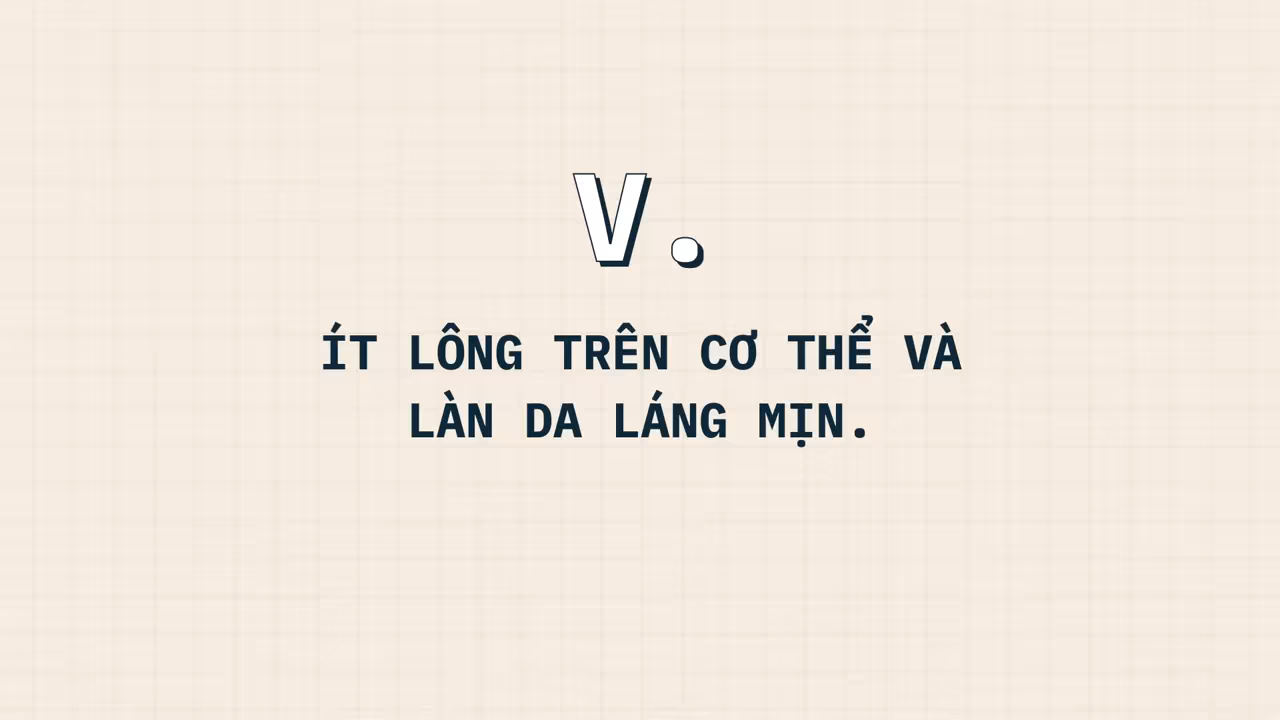 V.
ÍT LÔNG TRÊN CƠ THỂ VÀ
LÀN DA LÁNG MỊN.